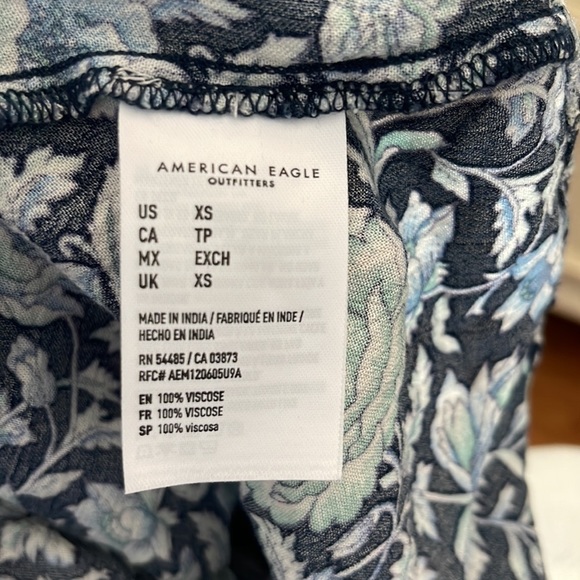 AMERICAN EAGLE
OUTFITTERS
US XS
CA TP
MX EXCH
UK XS
MADE IN INDIA / FABRIQUÉ EN INDE /
HECHO EN INDIA
RN 54485 / CA 03873
RFC# AEM120605U9A
EN 100% VISCOSE
FR 100% VISCOSE
SP 100% viscosa